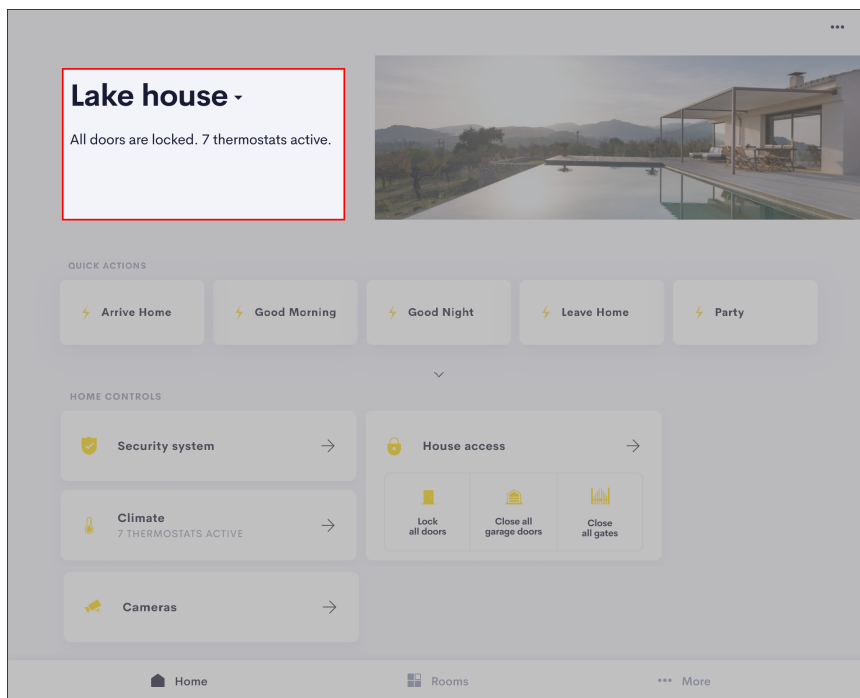 Lake house
All doors are locked. 7 thermostats active.
QUICK ACTIONS
Arrive Home
Good Morning
Good Night
Leave Home
Party
HOME CONTROLS
Security system
House access
Lock
all doors
Close all
garage doors
Close
all gates
Climate
7 THERMOSTATS ACTIVE
Cameras
Home
Rooms
More